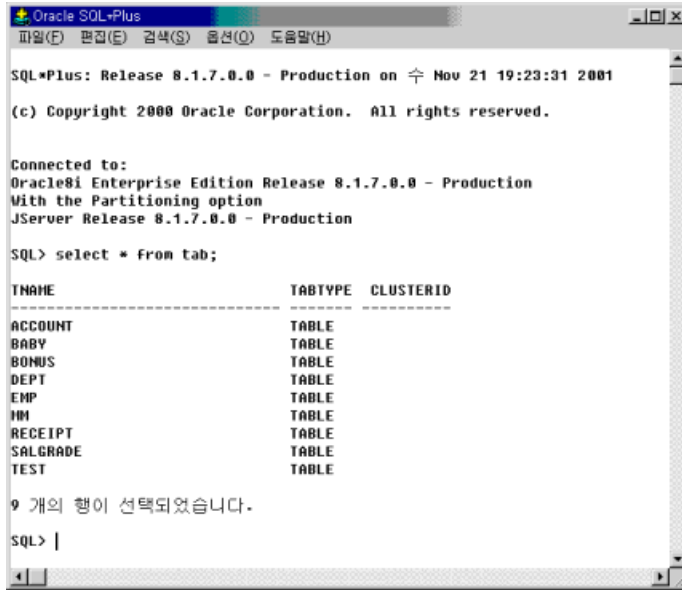 Oracle SQL*Plus
파일(F) 편집(E) 검색(S) 옵션(O) 도움말(H)
SQL*Plus: Release 8.1.7.0.0 - Production on 수 Nov 21 19:23:31 2001
(c) Copyright 2000 Oracle Corporation.  All rights reserved.
Connected to:
Oracle8i Enterprise Edition Release 8.1.7.0.0 - Production
With the Partitioning option
JServer Release 8.1.7.0.0 - Production
SQL> select * from tab;
TNAME                          TABTYPE  CLUSTERID
------------------------------ ------- ----------
ACCOUNT                        TABLE
BABY                           TABLE
BONUS                          TABLE
DEPT                           TABLE
EMP                            TABLE
MM                             TABLE
RECEIPT                        TABLE
SALGRADE                       TABLE
TEST                           TABLE
9 개의 행이 선택되었습니다.
SQL>